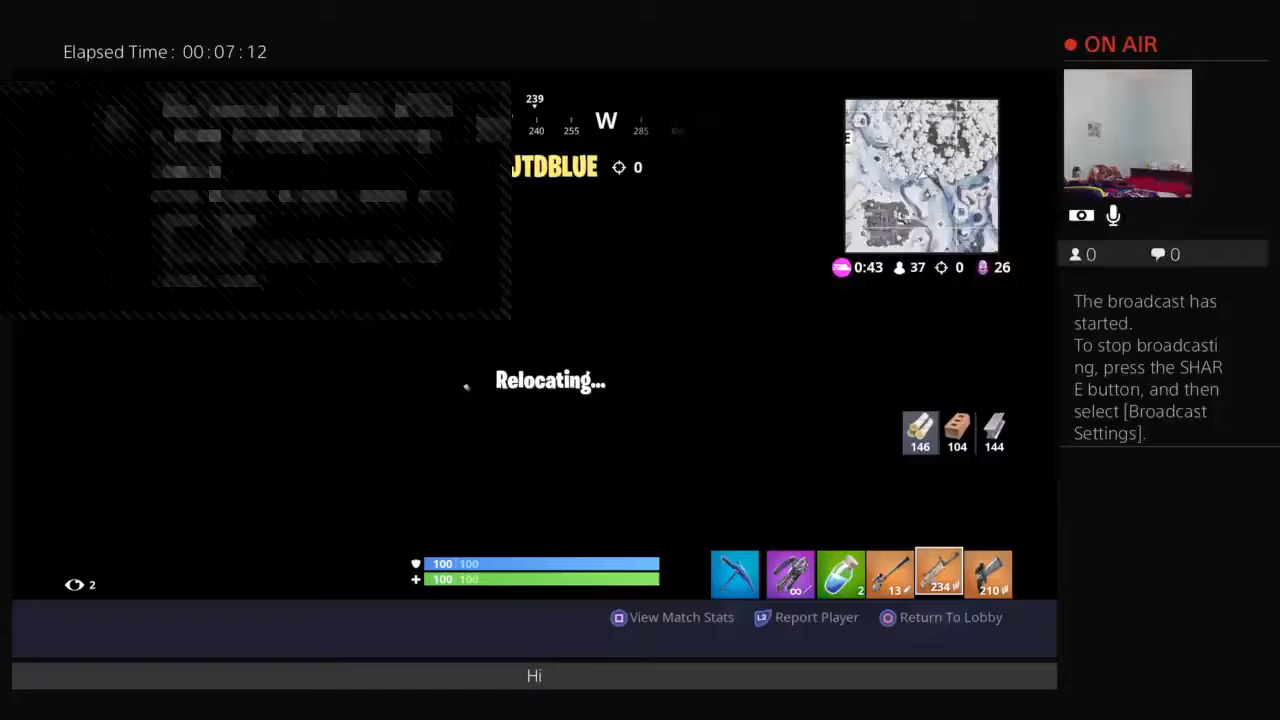 Elapsed Time: 00:07:12
ON AIR
239
240 255 W 285
JTDBLUE 0
E
0:43 37 0 26
0 0
The broadcast has
started.
To stop broadcasti
ng, press the SHAR
E button, and then
select [Broadcast
Settings].
Relocating...
146 104 144
100 100
100 100
2
∞ 2 13 234 210
View Match Stats L2 Report Player Return To Lobby
Hi